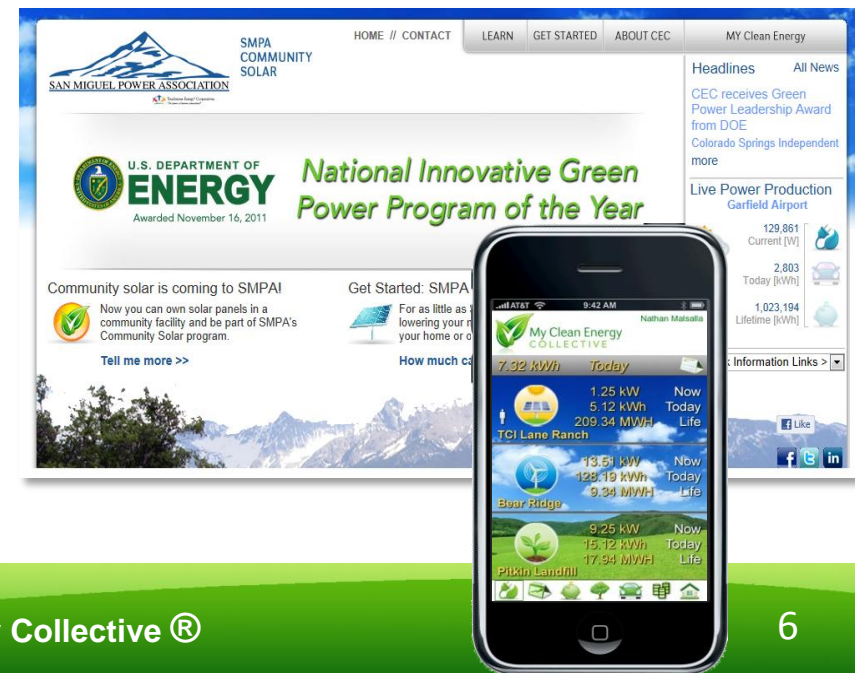 HOME // CONTACT
LEARN
GET STARTED
ABOUT CEC
MY Clean Energy
SMPA
COMMUNITY
SOLAR
SAN MIGUEL POWER ASSOCIATION
Headlines All News
CEC receives Green
Power Leadership Award
from DOE
Colorado Springs Independent
more
U.S. DEPARTMENT OF
ENERGY
Awarded November 16, 2011
National Innovative Green
Power Program of the Year
Live Power Production
Garfield Airport
129,861
Current [W]
2,803
Today [kWh]
1,023,194
Lifetime [kWh]
k Information Links >
Like
Community solar is coming to SMPA!
Now you can own solar panels in a
community facility and be part of SMPA's
Community Solar program.
Tell me more >>
Get Started: SMPA
For as little as
lowering your
your home or o
How much ca
AT&T 9:42 AM
Nathan Malsalla
My Clean Energy
COLLECTIVE
7.32 kWh Today
1.25 kW Now
5.12 kWh Today
209.34 MWH Life
TCI Lane Ranch
13.51 kW Now
128.19 kWh Today
9.34 MWH Life
Bear Ridge
9.25 kW Now
15.12 kWh Today
17.94 MWH Life
Pitkin Landfill
y Collective ®
6